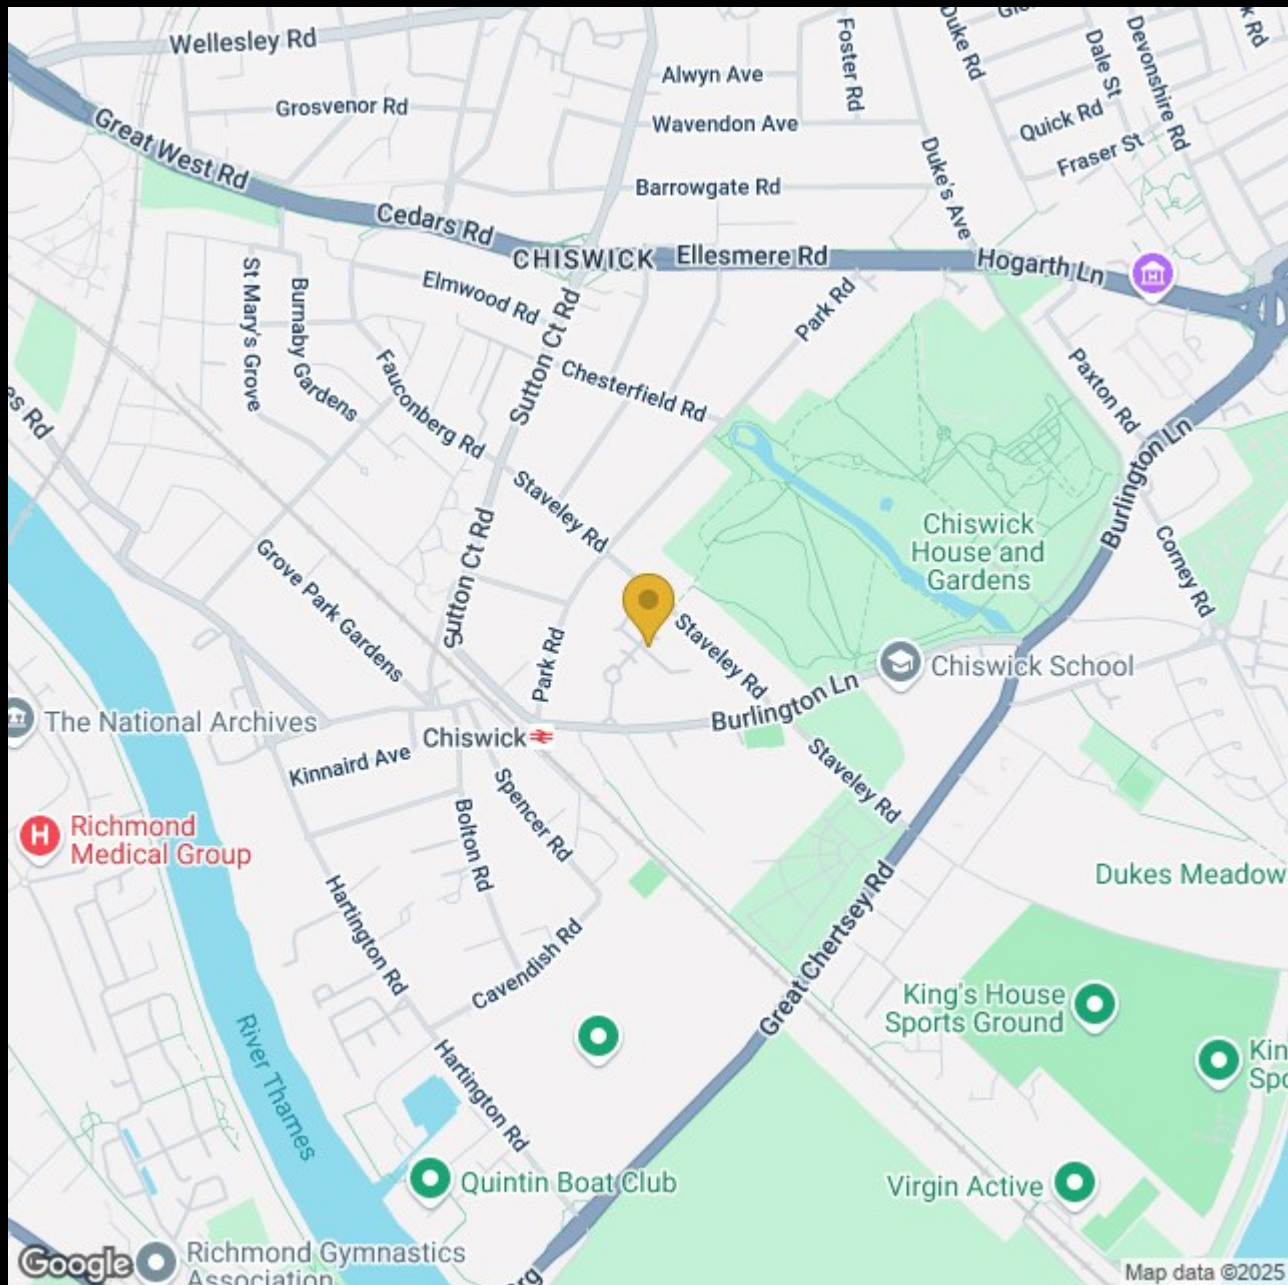 Wellesley Rd
Alwyn Ave
Foster Rd
Duke Rd
Dale St
Devonshire Rd
Grosvenor Rd
Wavendon Ave
Quick Rd
Fraser St
Great West Rd
Barrowgate Rd
Duke's Ave
Cedars Rd
CHISWICK
Ellesmere Rd
Hogarth Ln
St Mary's Grove
Burnaby Gardens
Elmwood Rd
Sutton Ct Rd
Park Rd
Fauconberg Rd
Chesterfield Rd
Paxton Rd
Burlington Ln
Staveley Rd
Chiswick
House and
Gardens
Corney Rd
Grove Park Gardens
Sutton Ct Rd
Park Rd
Staveley Rd
Burlington Ln
Chiswick School
The National Archives
Chiswick
Kinnaird Ave
Staveley Rd
Spencer Rd
Bolton Rd
Richmond
Medical Group
Hartington Rd
Cavendish Rd
Great Chertsey Rd
Dukes Meadow
King's House
Sports Ground
River Thames
Hartington Rd
Quintin Boat Club
Virgin Active
Google
Richmond Gymnastics
Association
Map data ©2025